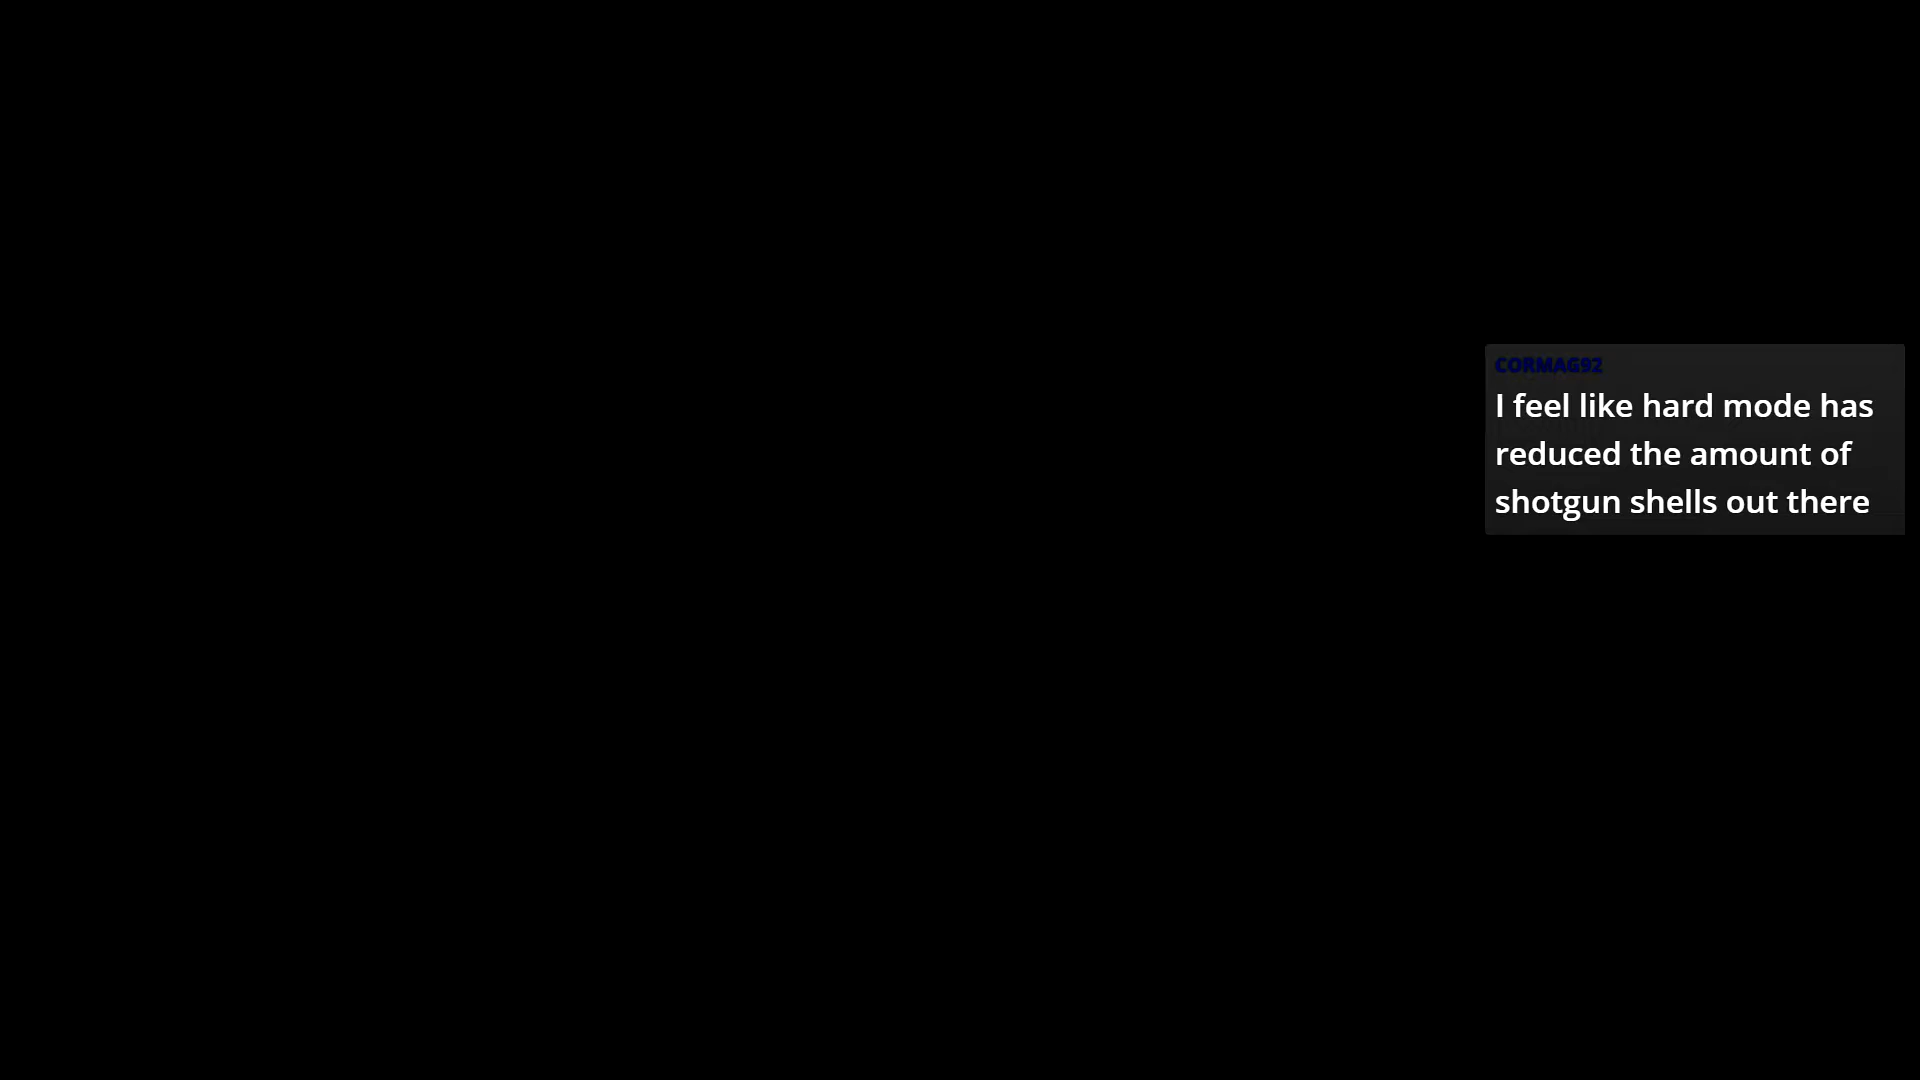 CORMAG92
I feel like hard mode has
reduced the amount of
shotgun shells out there